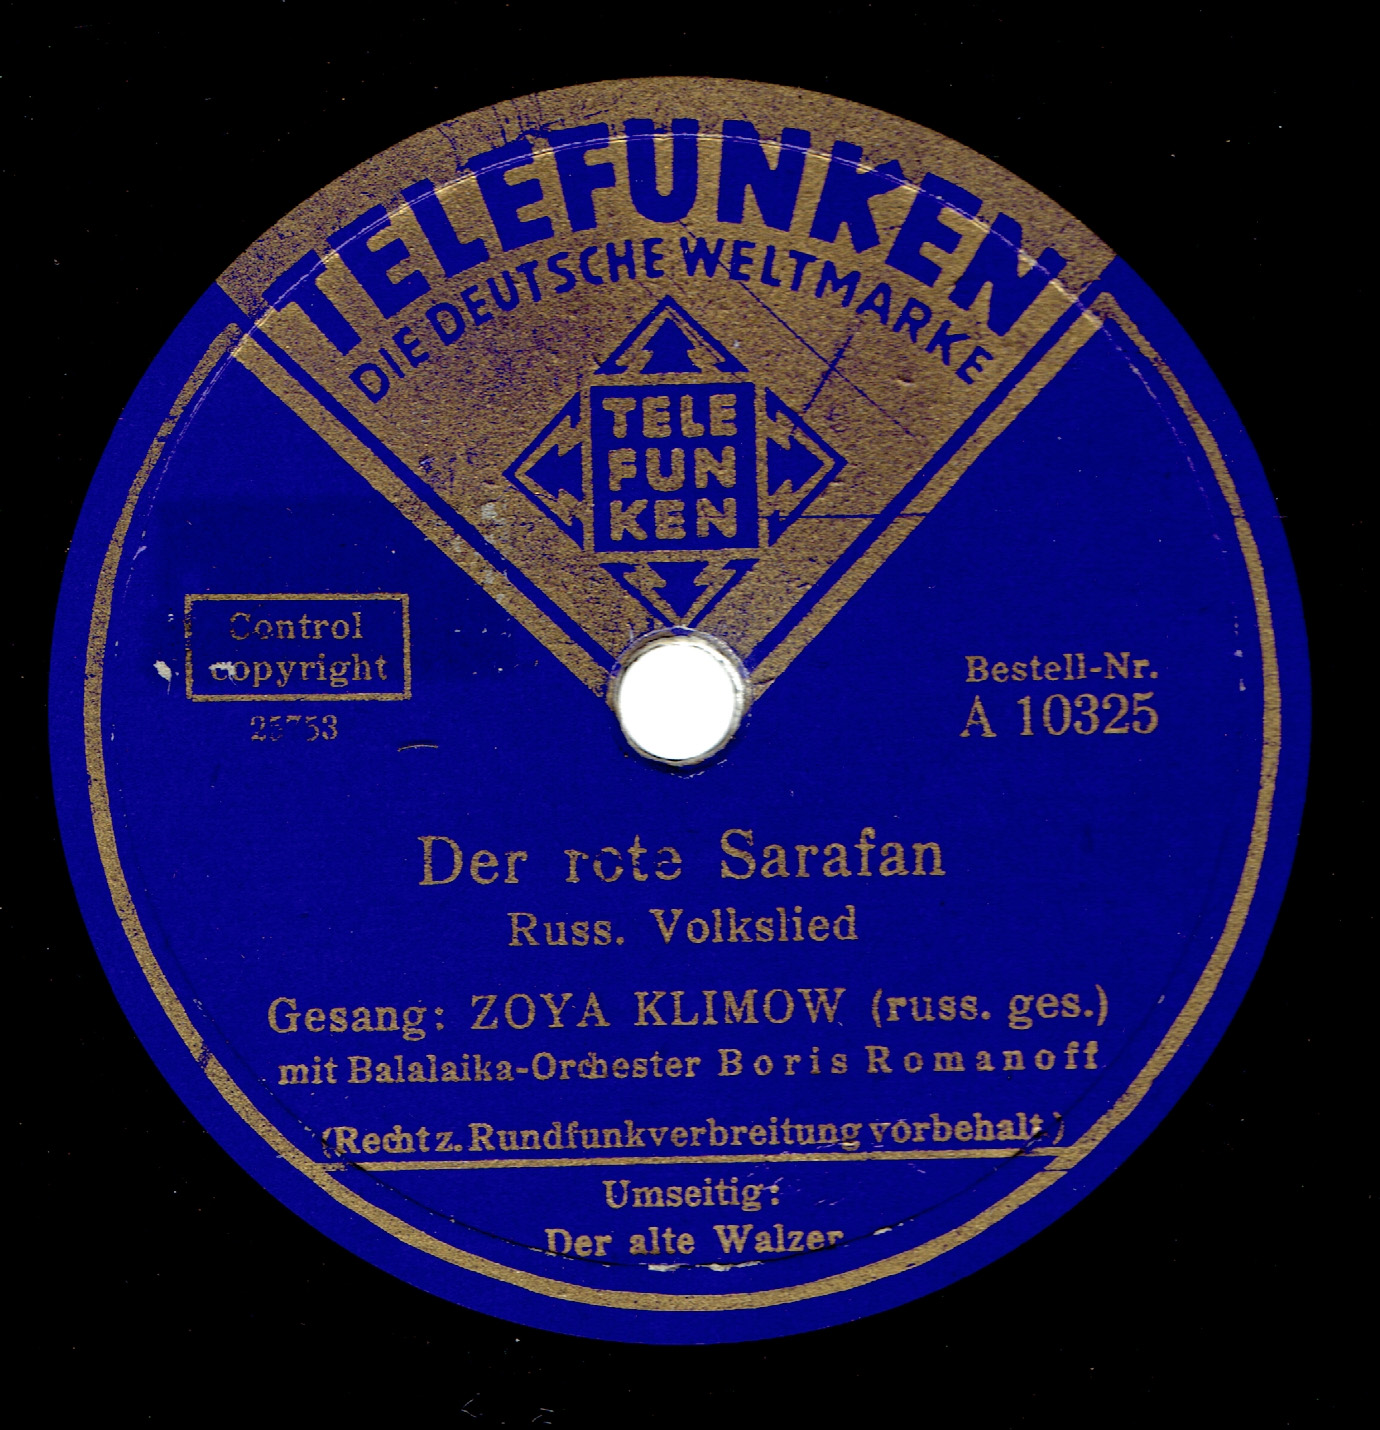 TELEFUNKEN
DIE DEUTSCHE WELTMARKE
TELE
FUN
KEN
Control
copyright
Bestell-Nr.
A 10325
Der rote Sarafan
Russ. Volkslied
Gesang: ZOYA KLIMOW (russ. ges.)
mit Balalaika-Orchester Boris Romanoff
(Recht z. Rundfunkverbreitung vorbehalt.)
Umseitig:
Der alte Walzer